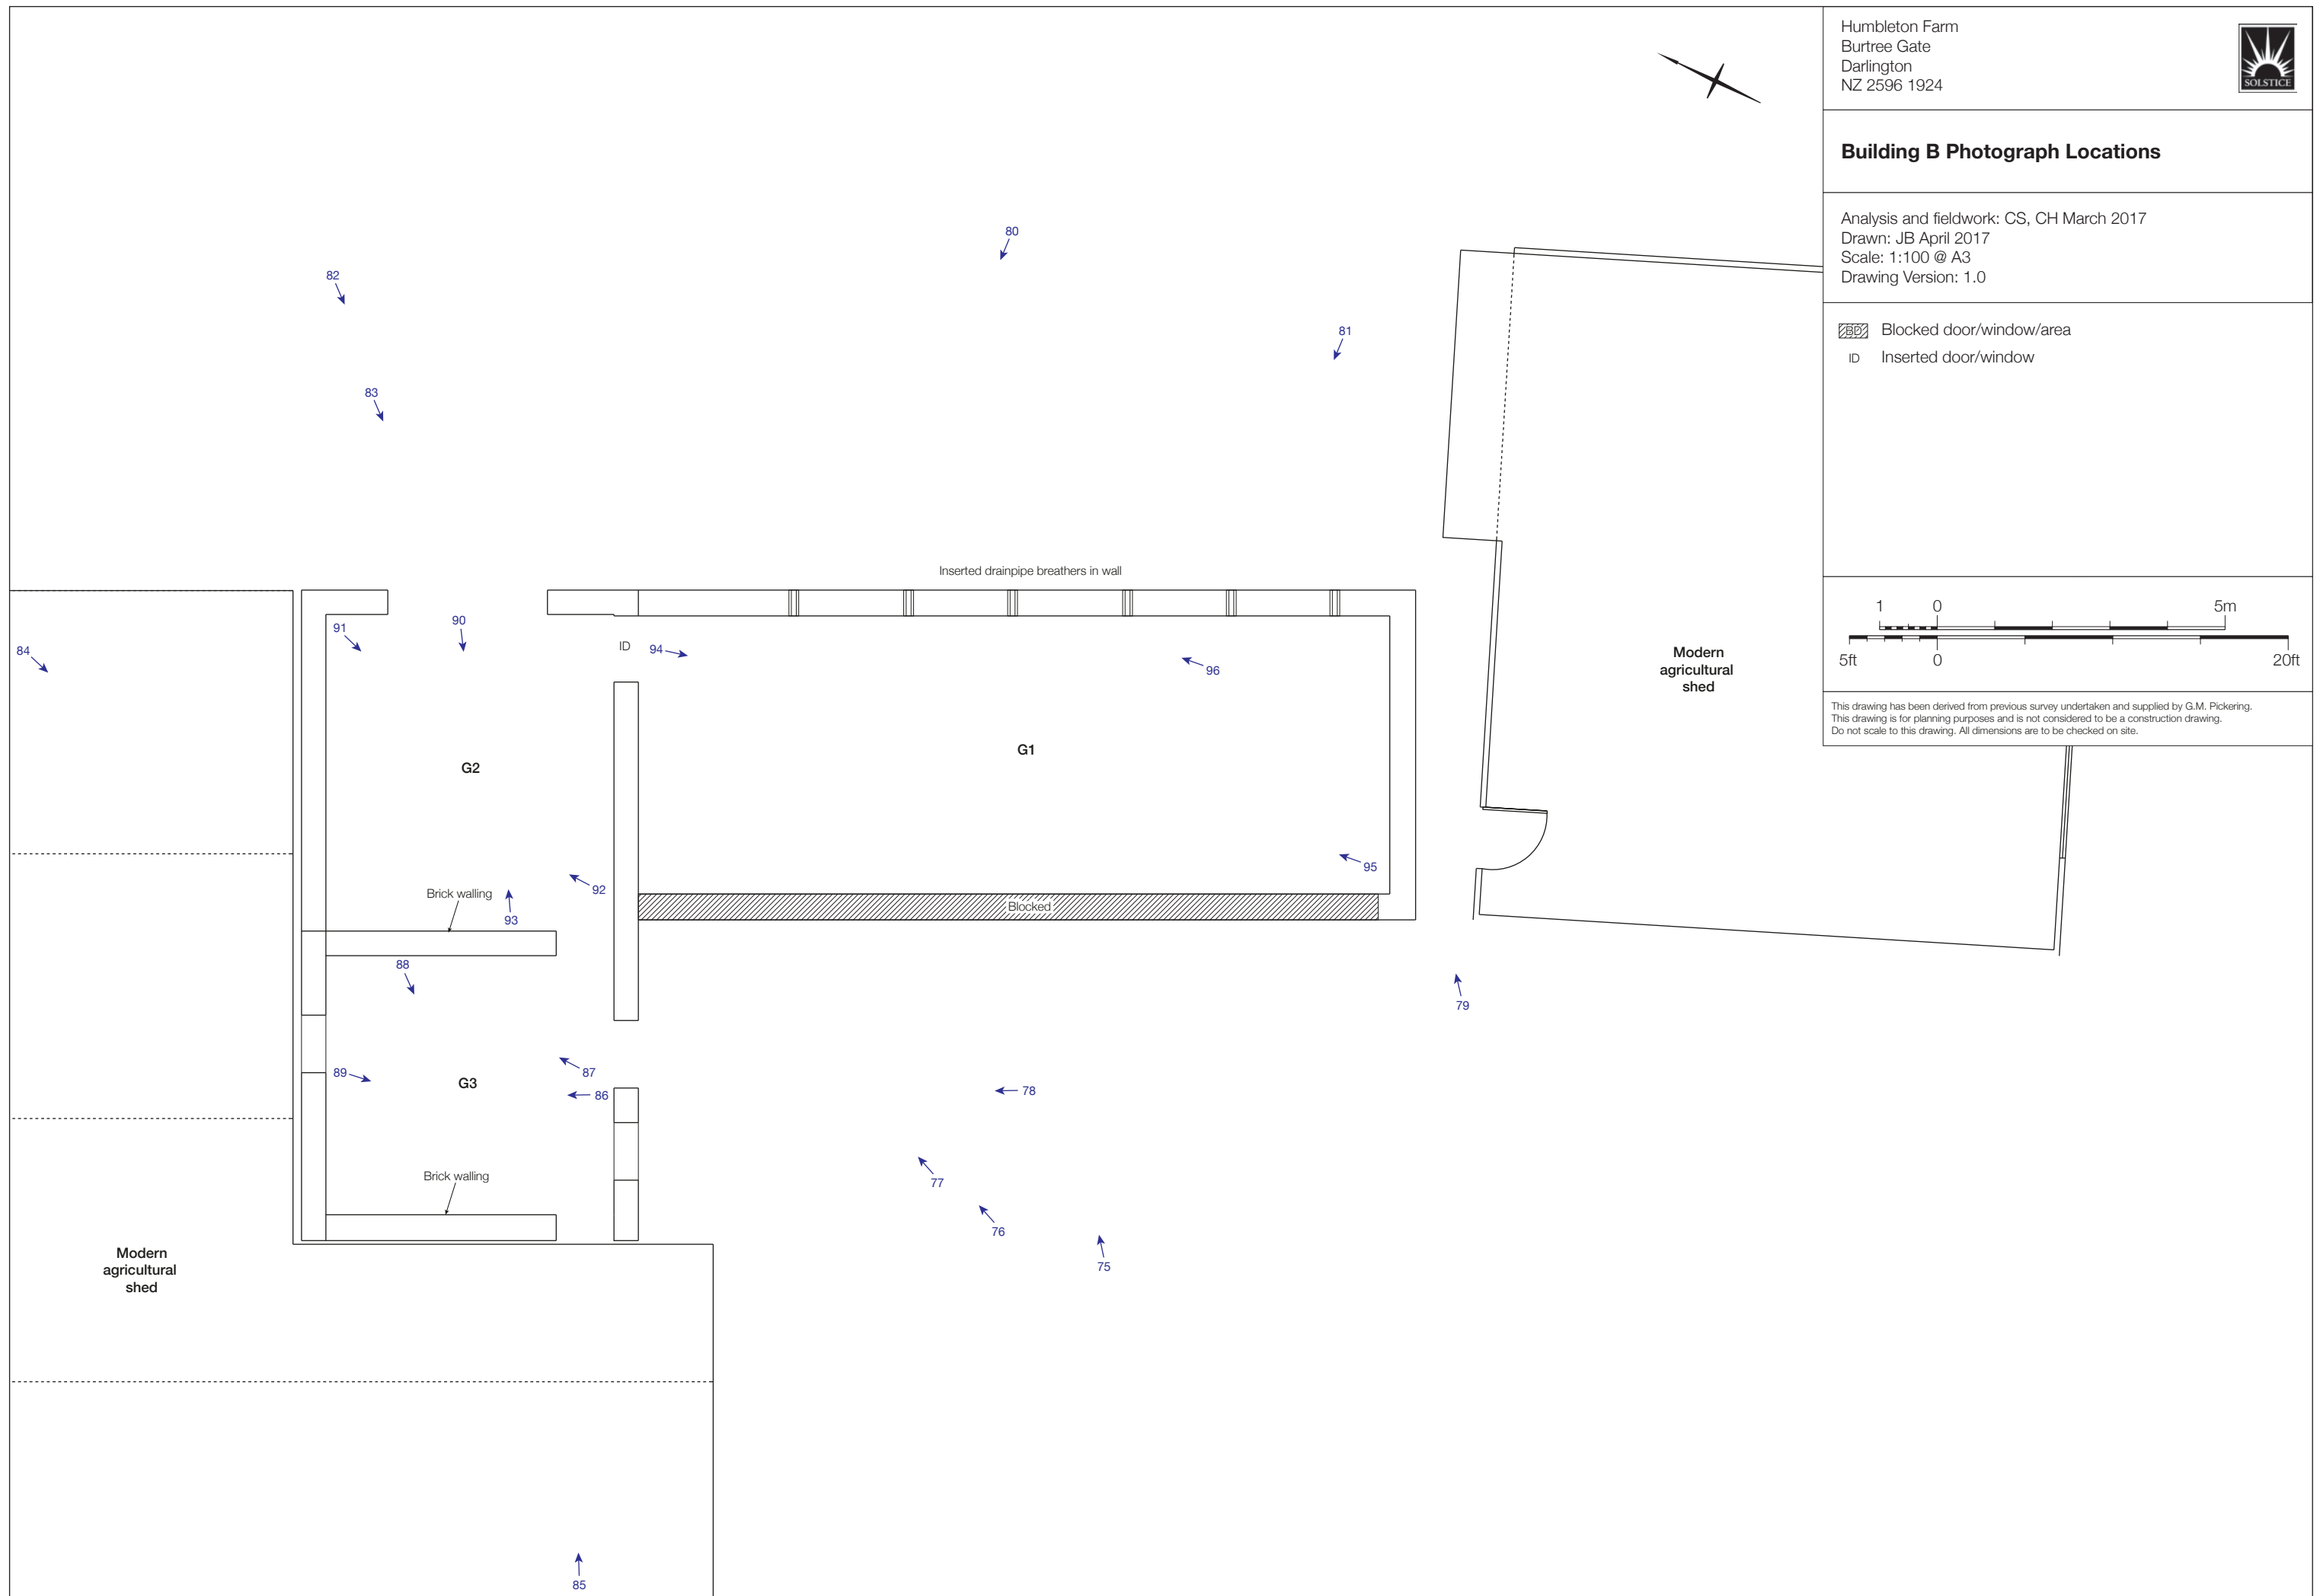 Humbleton Farm
Burtree Gate
Darlington
NZ 2596 1924
SOLSTICE
Building B Photograph Locations
Analysis and fieldwork: CS, CH March 2017
Drawn: JB April 2017
Scale: 1:100 @ A3
Drawing Version: 1.0
BD Blocked door/window/area
ID Inserted door/window
1 0 5m
5ft 0 20ft
This drawing has been derived from previous survey undertaken and supplied by G.M. Pickering.
This drawing is for planning purposes and is not considered to be a construction drawing.
Do not scale to this drawing. All dimensions are to be checked on site.
80
82
81
83
Inserted drainpipe breathers in wall
91
90
ID
94
84
96
Modern
agricultural
shed
G1
G2
95
92
Brick walling
Blocked
93
88
79
89
87
G3
86
78
Brick walling
77
76
Modern
agricultural
shed
75
85